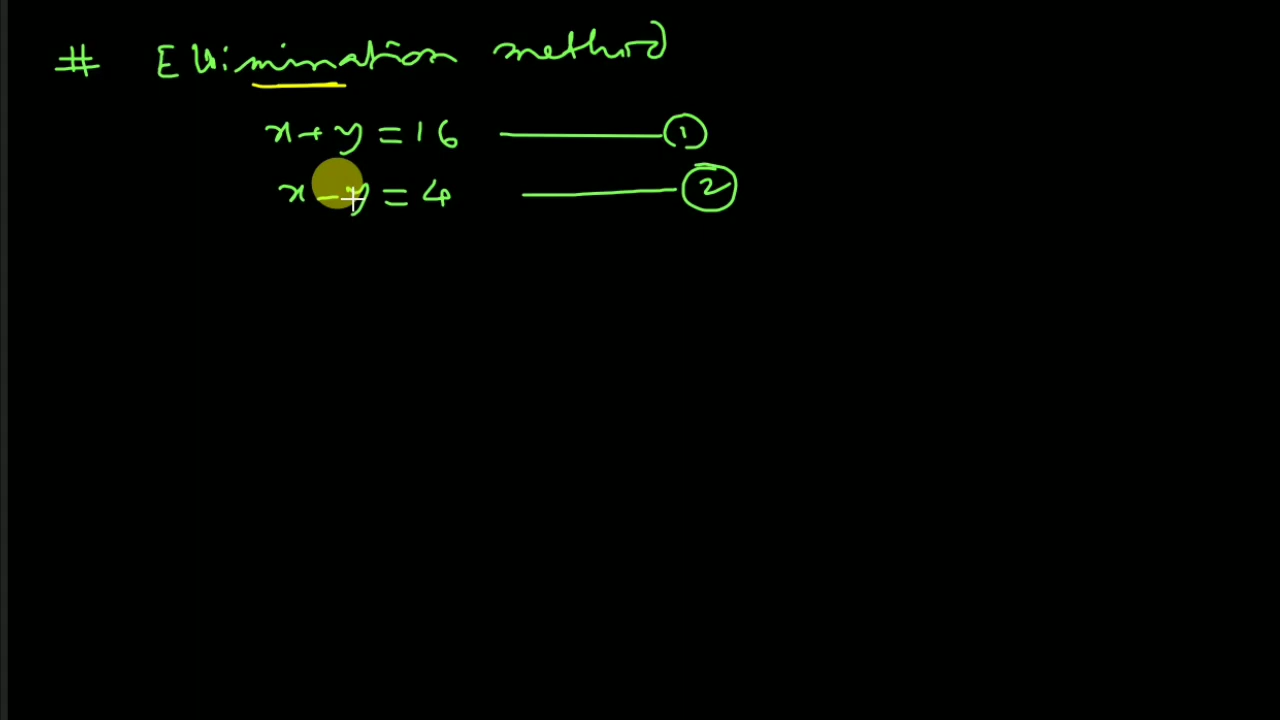 # Elimination method
x + y = 16 ——— ①
x - y = 4 ——— ②